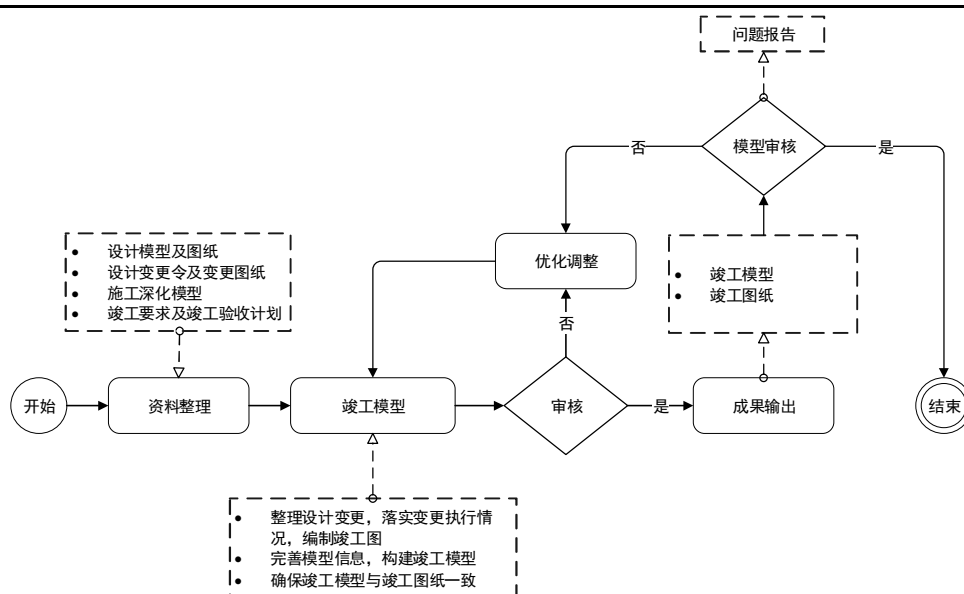 问题报告
否
模型审核
是
• 设计模型及图纸
• 设计变更令及变更图纸
• 施工深化模型
• 竣工要求及竣工验收计划
优化调整
• 竣工模型
• 竣工图纸
否
开始
资料整理
竣工模型
审核
是
成果输出
结束
• 整理设计变更，落实变更执行情
况，编制竣工图
• 完善模型信息，构建竣工模型
• 确保竣工模型与竣工图纸一致